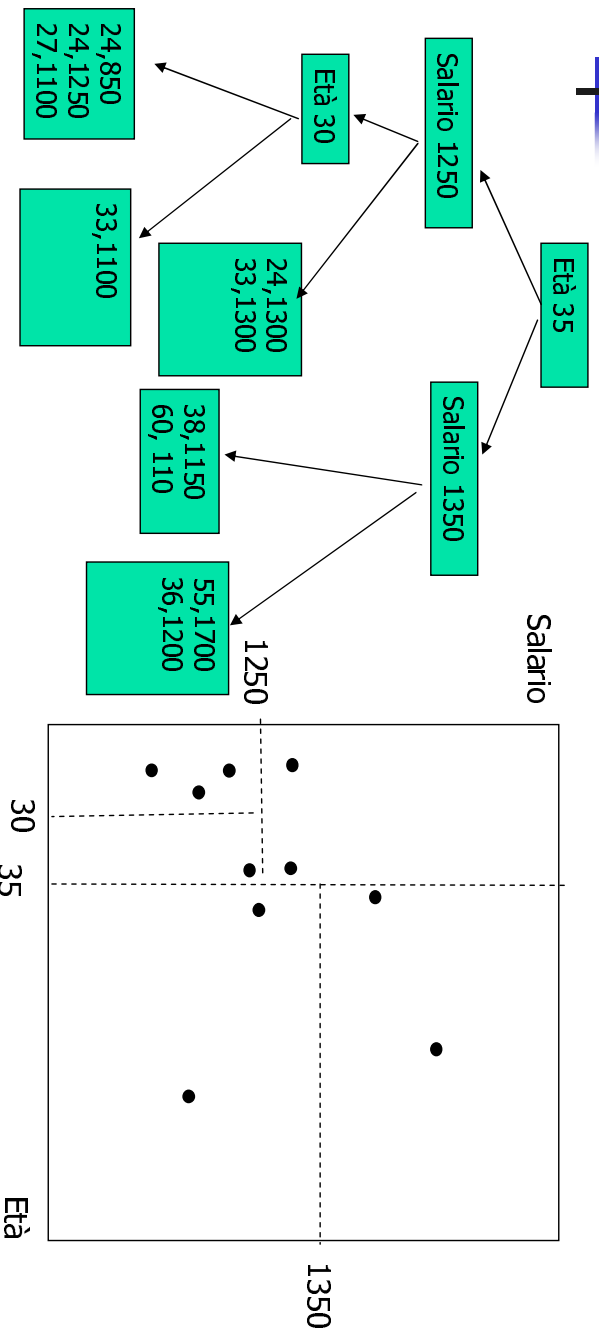 Età 35
Salario 1250
Salario 1350
Età 30
24,1300
33,1300
38,1150
60, 110
55,1700
36,1200
24,850
24,1250
27,1100
33,1100
Salario
1250
1350
30
35
Età